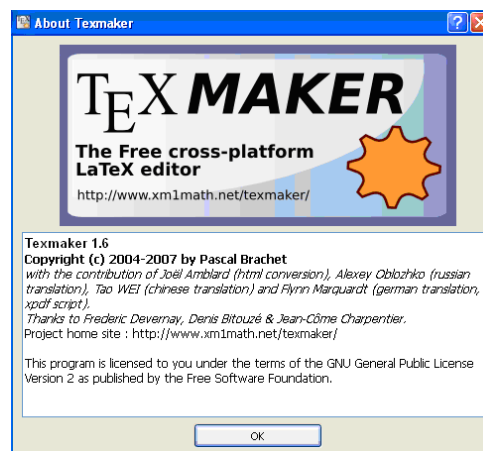 About Texmaker
TEX MAKER
The Free cross-platform
LaTeX editor
http://www.xm1math.net/texmaker/
Texmaker 1.6
Copyright (c) 2004-2007 by Pascal Brachet
with the contribution of Joël Amblard (html conversion), Alexey Oblozhko (russian
translation), Tao WEI (chinese translation) and Flynn Marquardt (german translation,
xpdf script).
Thanks to Frederic Devernay, Denis Bitouzé & Jean-Côme Charpentier.
Project home site : http://www.xm1math.net/texmaker/
This program is licensed to you under the terms of the GNU General Public License
Version 2 as published by the Free Software Foundation.
OK